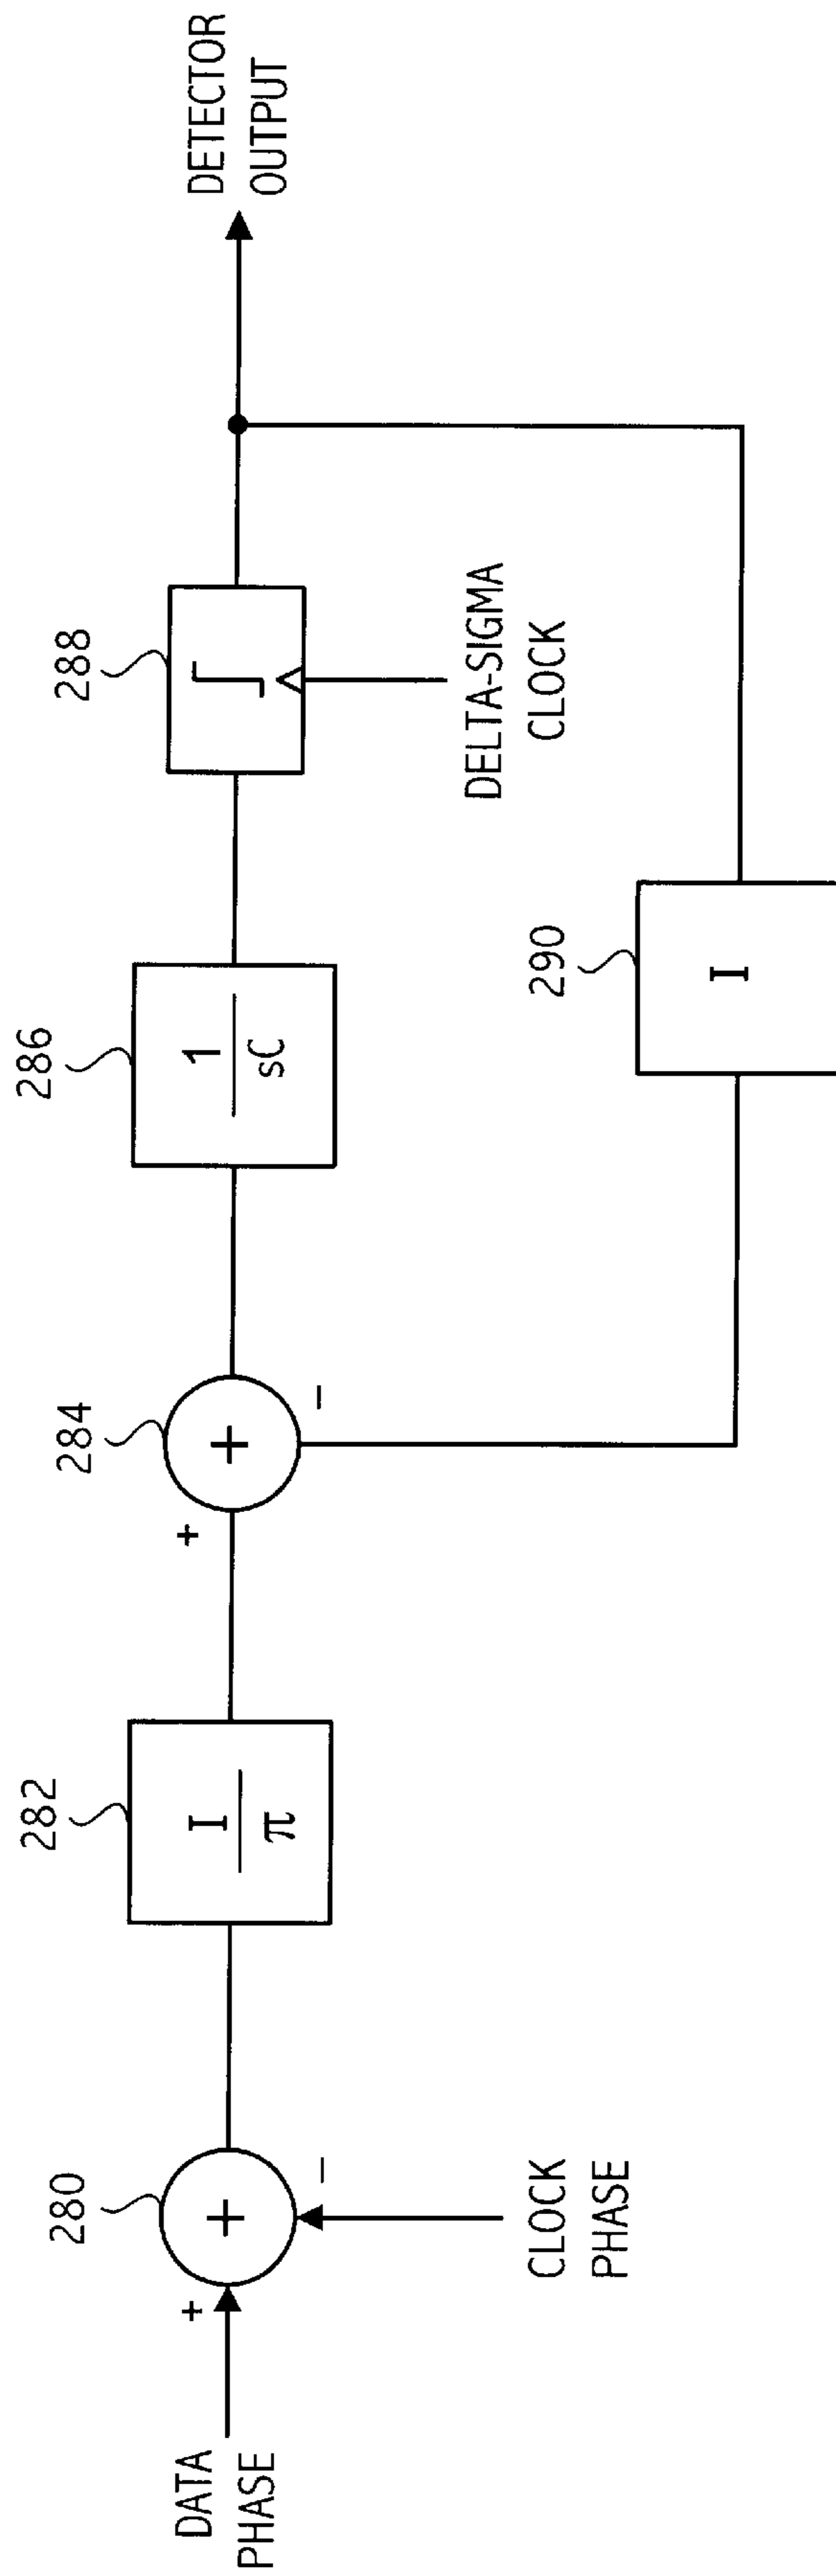 DATA
PHASE
+
280
+
−
CLOCK
PHASE
282
I
π
+
284
+
−
286
1
sC
288
DELTA-SIGMA
CLOCK
290
I
DETECTOR
OUTPUT